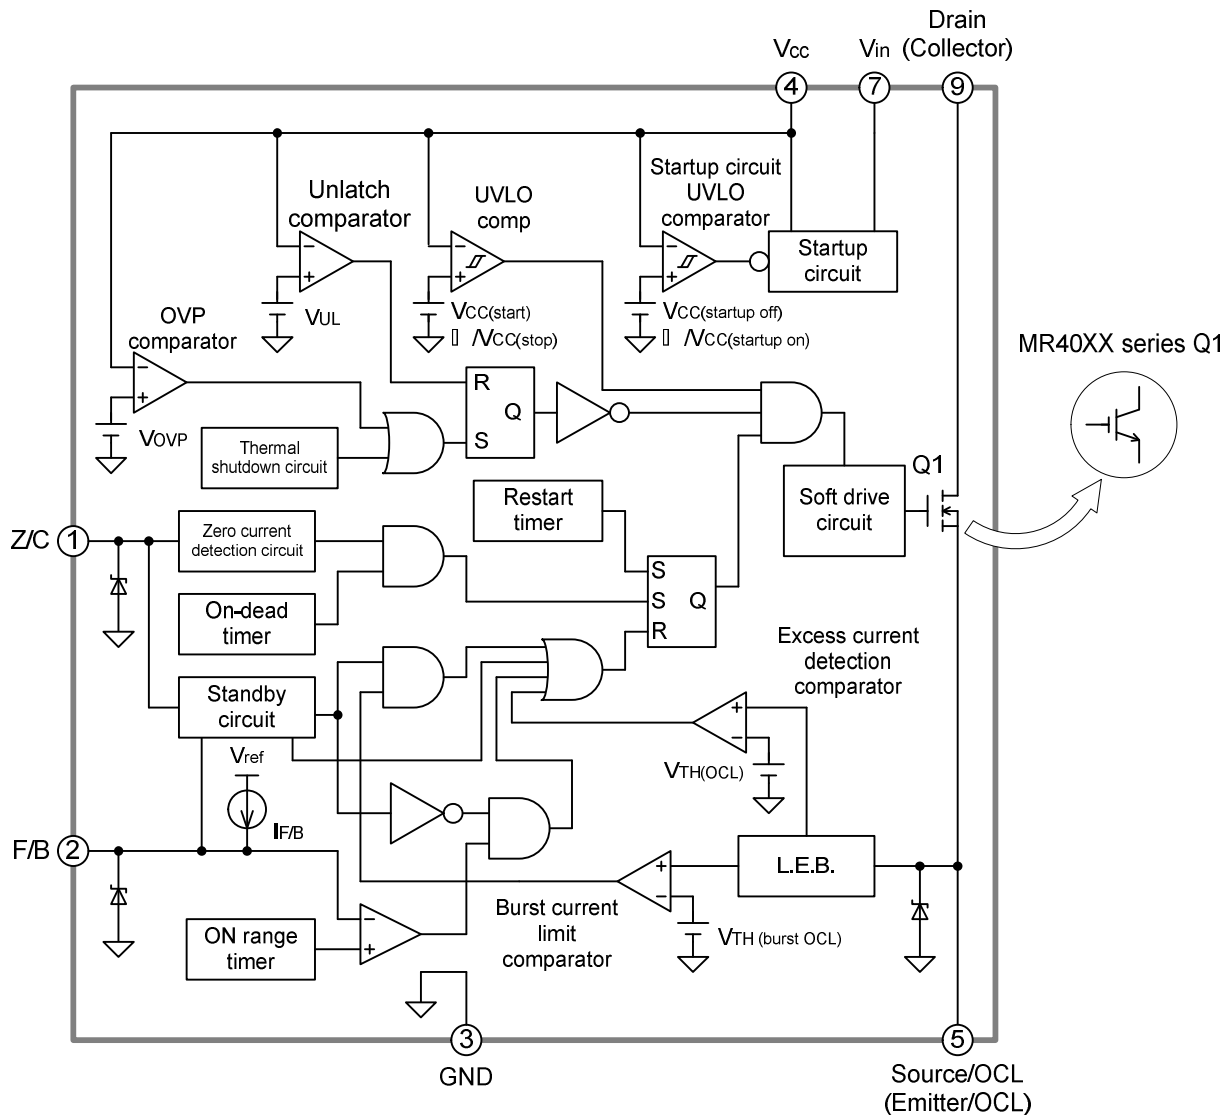 Drain
(Collector)
Vcc
Vin
4
7
9
Startup circuit
UVLO
comparator
Unlatch
comparator
UVLO
comp
Startup
circuit
VUL
VCC(start)
/VCC(stop)
VCC(startup off)
/VCC(startup on)
OVP
comparator
MR40XX series Q1
VOVP
R
S
Q
Thermal
shutdown circuit
Q1
Soft drive
circuit
Restart
timer
Z/C
1
Zero current
detection circuit
On-dead
timer
S
S
R
Q
Excess current
detection
comparator
Standby
circuit
Vref
IF/B
VTH(OCL)
F/B
2
L.E.B.
ON range
timer
Burst current
limit
comparator
VTH (burst OCL)
3
GND
5
Source/OCL
(Emitter/OCL)